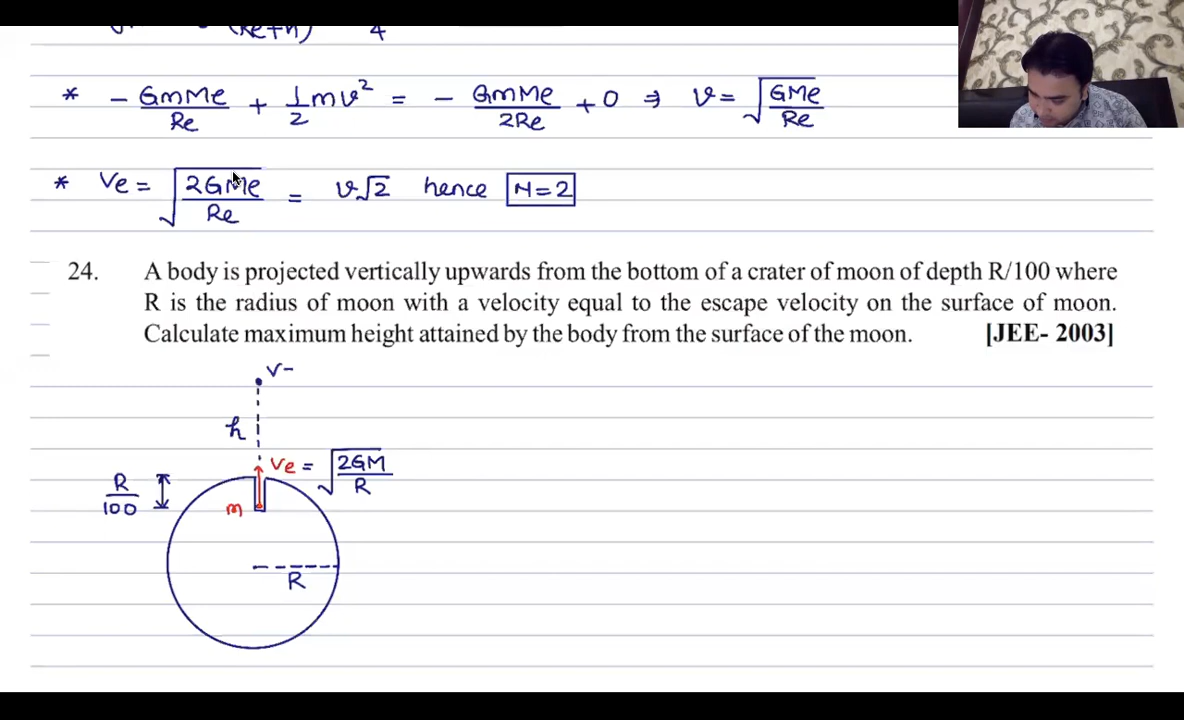 (Re+h) 4
* - GmMe/Re + 1/2 mv² = - GmMe/2Re + 0 ⇒ v = √(GMe/Re)
* Ve = √(2GMe/Re) = v√2 hence N=2
24. A body is projected vertically upwards from the bottom of a crater of moon of depth R/100 where
R is the radius of moon with a velocity equal to the escape velocity on the surface of moon.
Calculate maximum height attained by the body from the surface of the moon. [JEE- 2003]
V-
h
Ve = √(2GM/R)
R/100
m
R